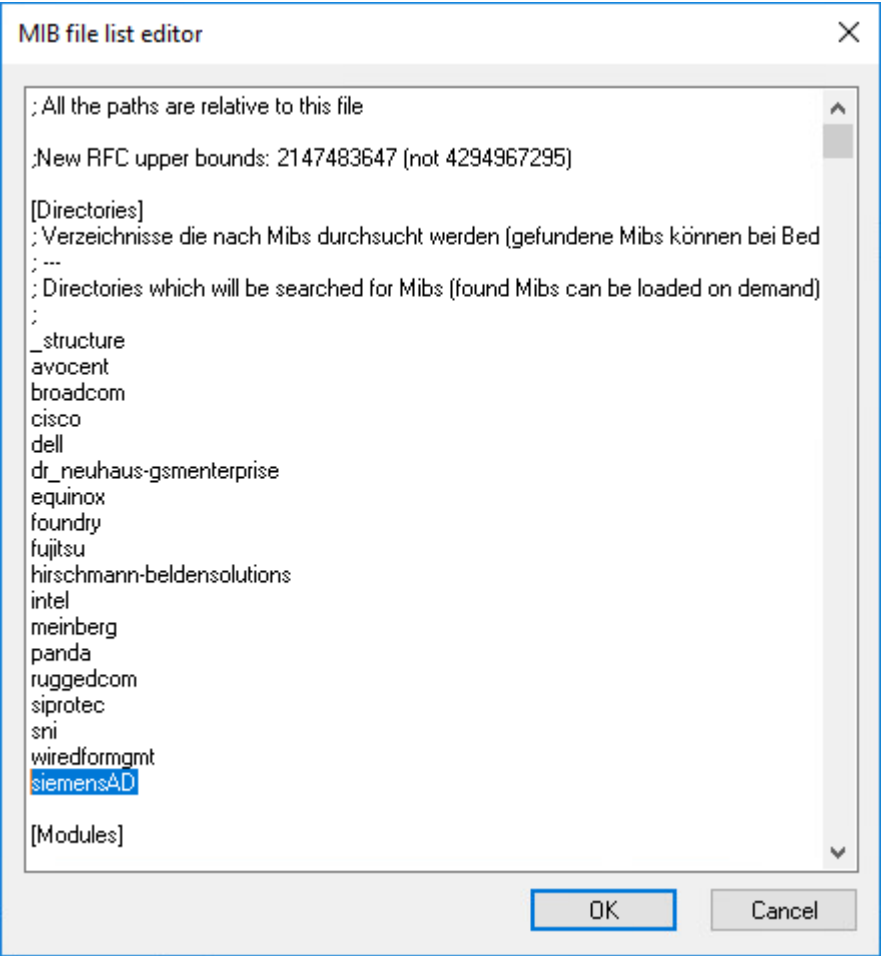 MIB file list editor
; All the paths are relative to this file
;New RFC upper bounds: 2147483647 (not 4294967295)
[Directories]
; Verzeichnisse die nach Mibs durchsucht werden (gefundene Mibs können bei Bed
; ---
; Directories which will be searched for Mibs (found Mibs can be loaded on demand)
;
_structure
avocent
broadcom
cisco
dell
dr_neuhaus-gsmenterprise
equinox
foundry
fujitsu
hirschmann-beldensolutions
intel
meinberg
panda
ruggedcom
siprotec
sni
wiredformgmt
siemensAD
[Modules]
OK Cancel